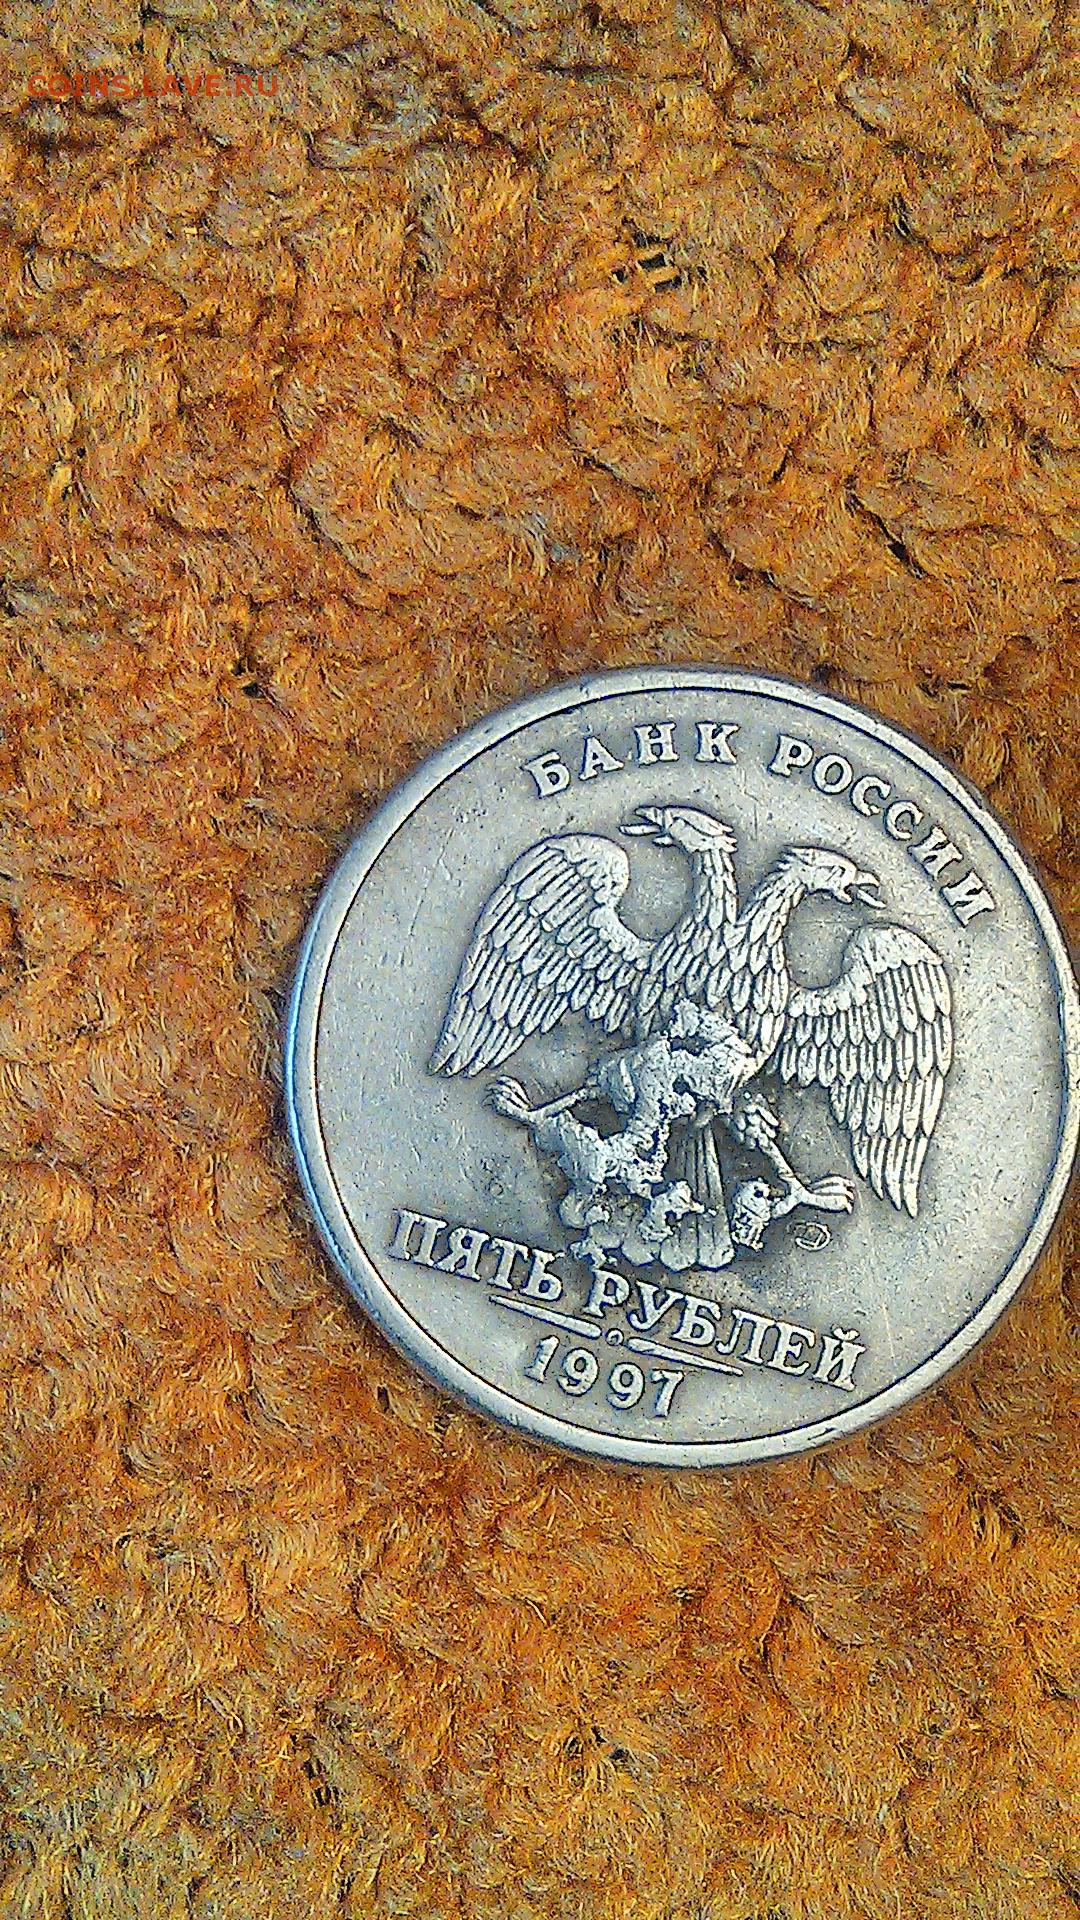 COINS.LAVE.RU
БАНК РОССИИ
ПЯТЬ РУБЛЕЙ
1997